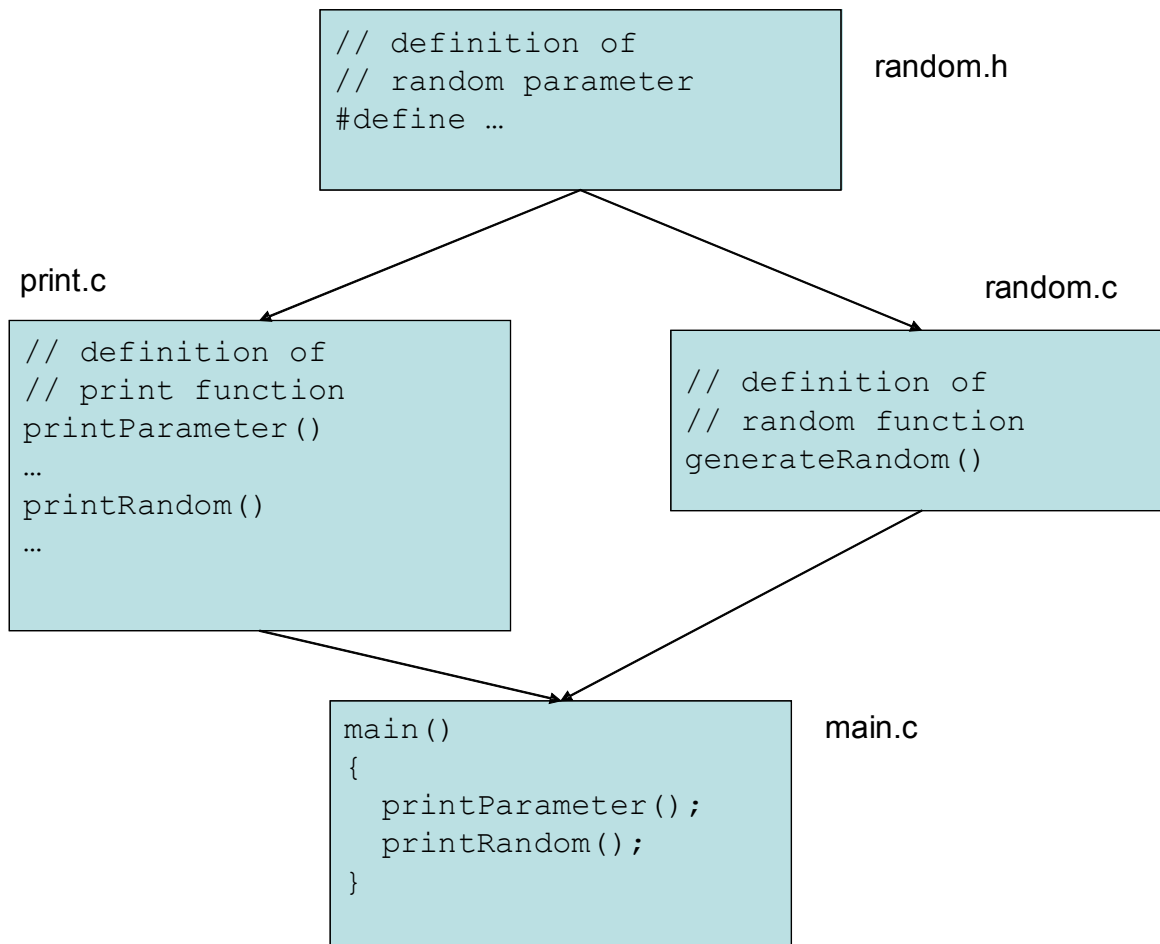 // definition of
// random parameter
#define …
random.h
print.c
// definition of
// print function
printParameter()
…
printRandom()
…
random.c
// definition of
// random function
generateRandom()
main()
{
  printParameter();
  printRandom();
}
main.c